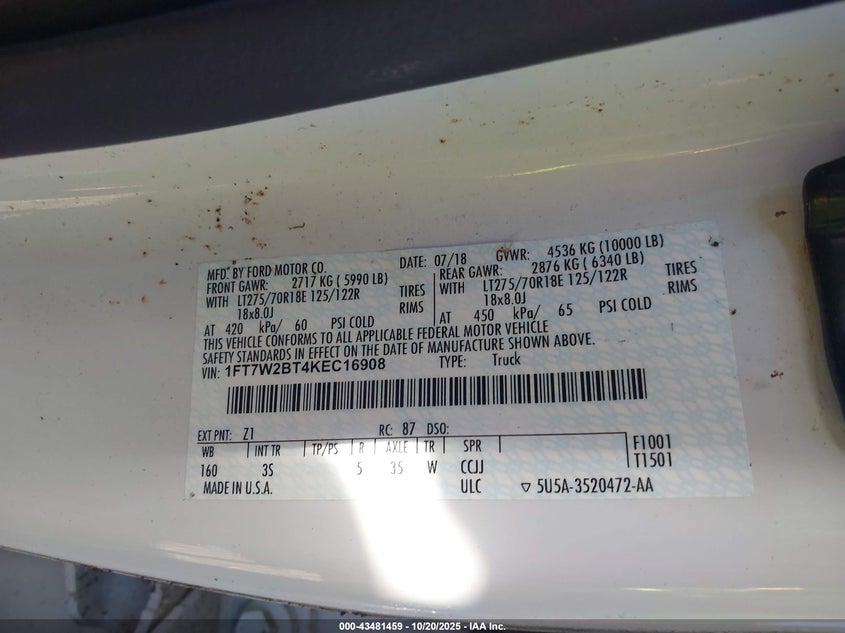 MFD. BY FORD MOTOR CO.
DATE: 07/18
GVWR: 4536 KG (10000 LB)
FRONT GAWR: 2717 KG ( 5990 LB)
REAR GAWR: 2876 KG ( 6340 LB)
WITH LT275/70R18E 125/122R TIRES
WITH LT275/70R18E 125/122R TIRES
18x8.0J RIMS
18x8.0J RIMS
AT 420 kPa/ 60 PSI COLD
AT 450 kPa/ 65 PSI COLD
THIS VEHICLE CONFORMS TO ALL APPLICABLE FEDERAL MOTOR VEHICLE
SAFETY STANDARDS IN EFFECT ON THE DATE OF MANUFACTURE SHOWN ABOVE.
VIN: 1FT7W2BT4KEC16908 TYPE: Truck
EXT PNT: Z1 RC: 87 DSO:
WB INT TR TP/PS R AXLE TR SPR F1001
160 3S 5 35 W CCJJ T1501
MADE IN U.S.A. ULC ▽ 5U5A-3520472-AA
000-43481459 - 10/20/2025 - IAA Inc.